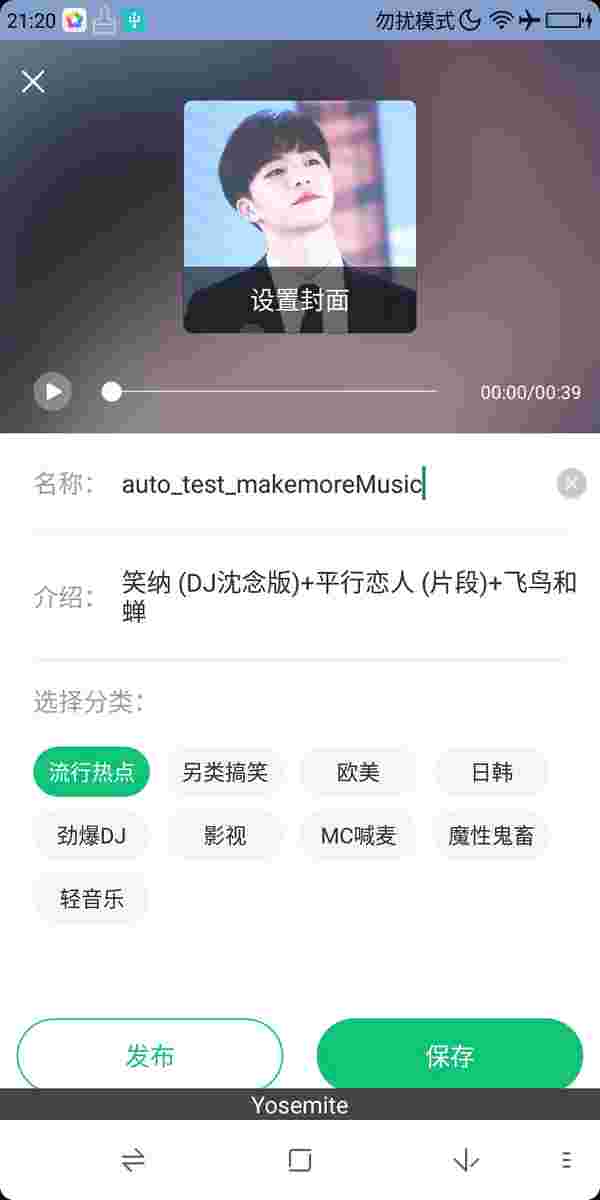 21:20 勿扰模式
设置封面
00:00/00:39
名称： auto_test_makemoreMusic
介绍： 笑纳 (DJ沈念版)+平行恋人 (片段)+飞鸟和
蝉
选择分类：
流行热点 另类搞笑 欧美 日韩
劲爆DJ 影视 MC喊麦 魔性鬼畜
轻音乐
发布 保存
Yosemite